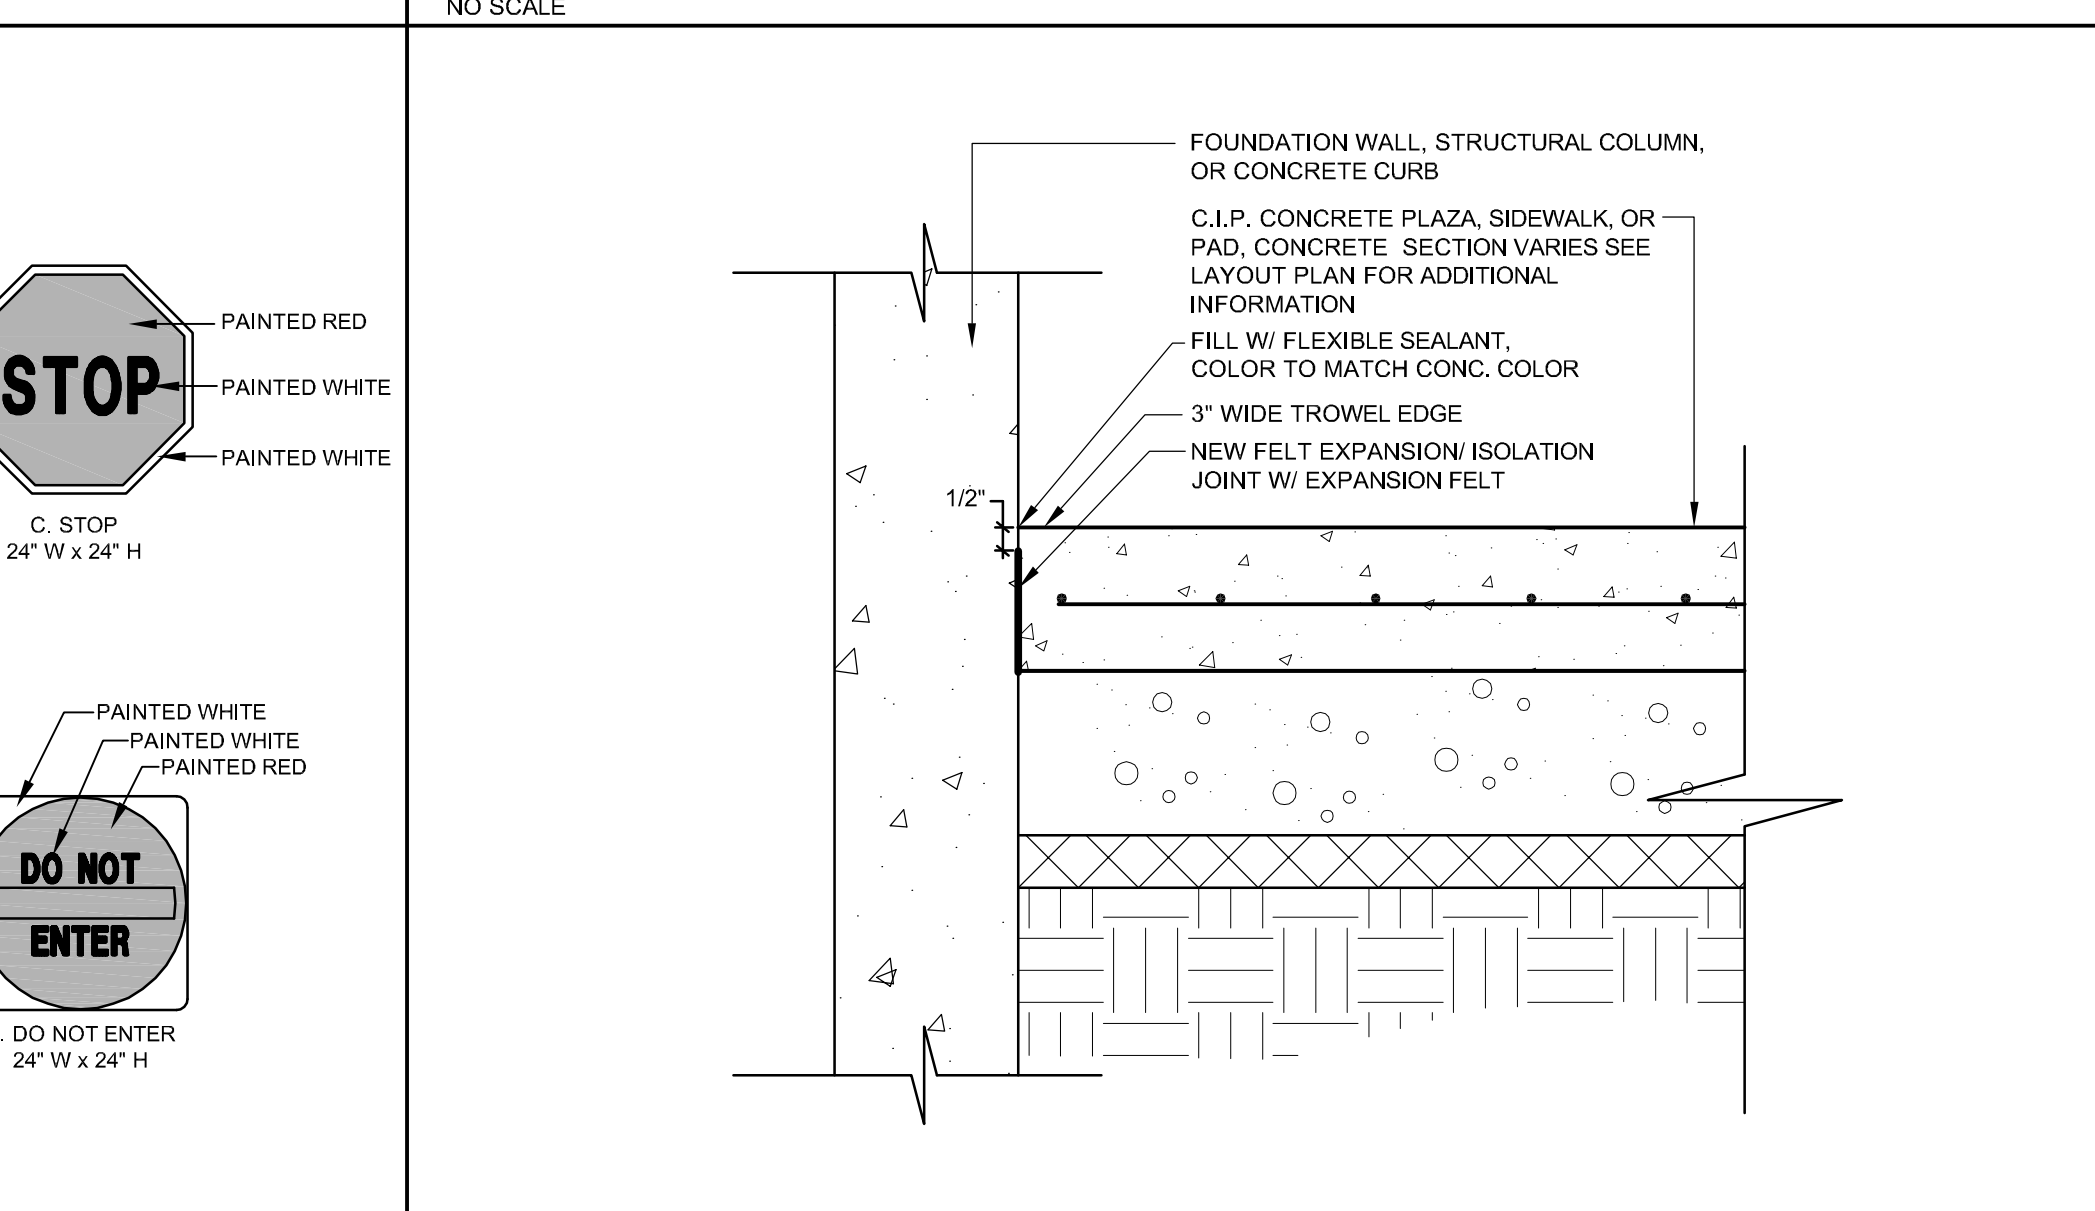 NO SCALE
PAINTED RED
STOP
PAINTED WHITE
PAINTED WHITE
C. STOP
24" W x 24" H
PAINTED WHITE
PAINTED WHITE
PAINTED RED
DO NOT
ENTER
. DO NOT ENTER
24" W x 24" H
FOUNDATION WALL, STRUCTURAL COLUMN,
OR CONCRETE CURB
C.I.P. CONCRETE PLAZA, SIDEWALK, OR
PAD, CONCRETE SECTION VARIES SEE
LAYOUT PLAN FOR ADDITIONAL
INFORMATION
FILL W/ FLEXIBLE SEALANT,
COLOR TO MATCH CONC. COLOR
3" WIDE TROWEL EDGE
NEW FELT EXPANSION/ ISOLATION
JOINT W/ EXPANSION FELT
1/2"